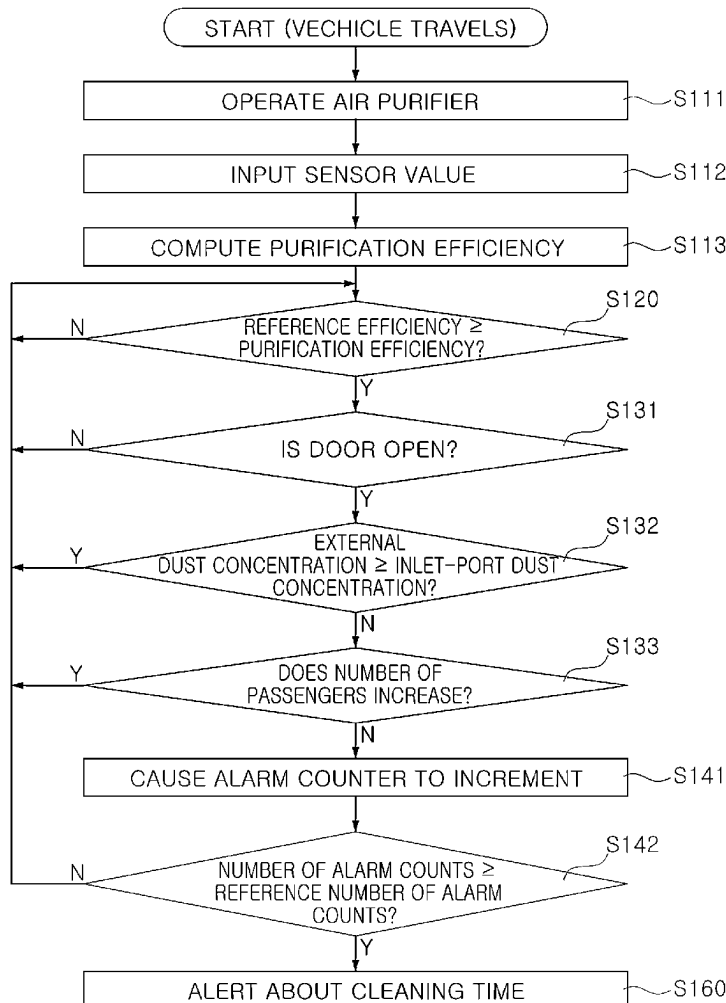 START (VECHICLE TRAVELS)
OPERATE AIR PURIFIER
S111
INPUT SENSOR VALUE
S112
COMPUTE PURIFICATION EFFICIENCY
S113
S120
N
REFERENCE EFFICIENCY ≥
PURIFICATION EFFICIENCY?
Y
S131
N
IS DOOR OPEN?
Y
S132
Y
EXTERNAL
DUST CONCENTRATION ≥ INLET-PORT DUST
CONCENTRATION?
N
S133
Y
DOES NUMBER OF
PASSENGERS INCREASE?
N
CAUSE ALARM COUNTER TO INCREMENT
S141
S142
N
NUMBER OF ALARM COUNTS ≥
REFERENCE NUMBER OF ALARM
COUNTS?
Y
ALERT ABOUT CLEANING TIME
S160